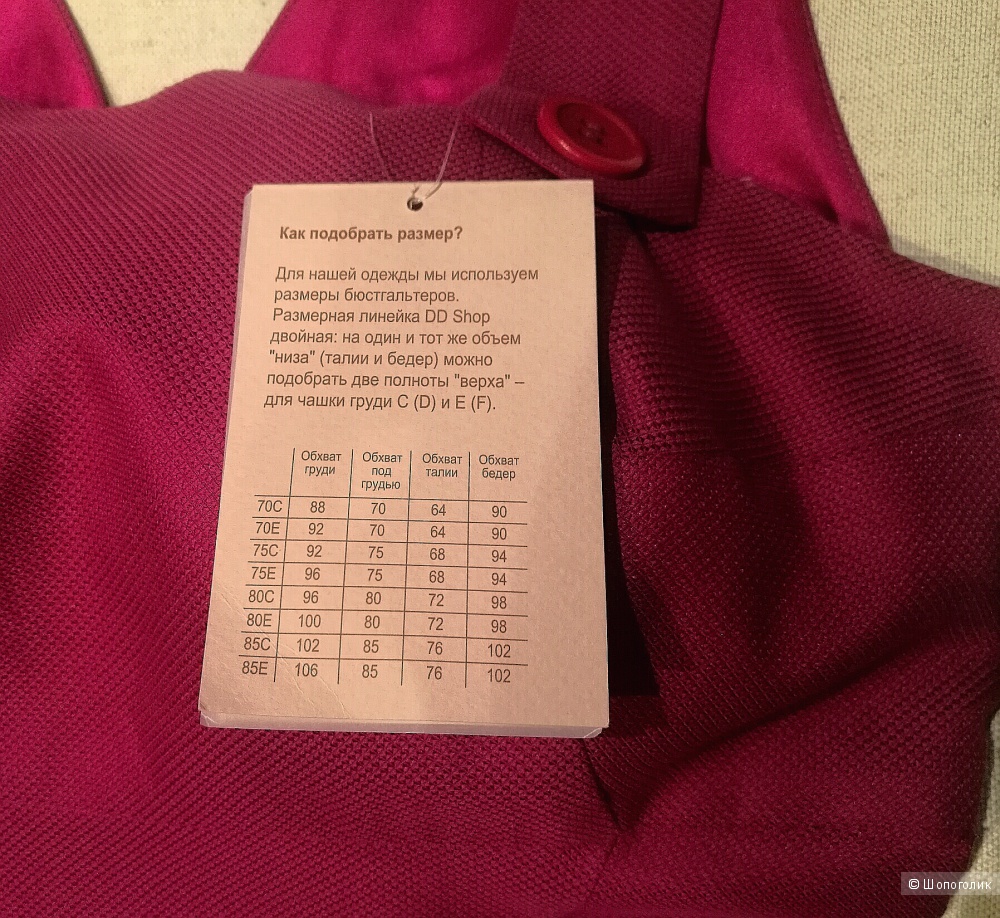 Как подобрать размер?
Для нашей одежды мы используем
размеры бюстгальтеров.
Размерная линейка DD Shop
двойная: на один и тот же объем
"низа" (талии и бедер) можно
подобрать две полноты "верха" –
для чашки груди C (D) и E (F).
Обхват груди Обхват под грудью Обхват талии Обхват бедер
70C 88 70 64 90
70E 92 70 64 90
75C 92 75 68 94
75E 96 75 68 94
80C 96 80 72 98
80E 100 80 72 98
85C 102 85 76 102
85E 106 85 76 102
© Шопоголик